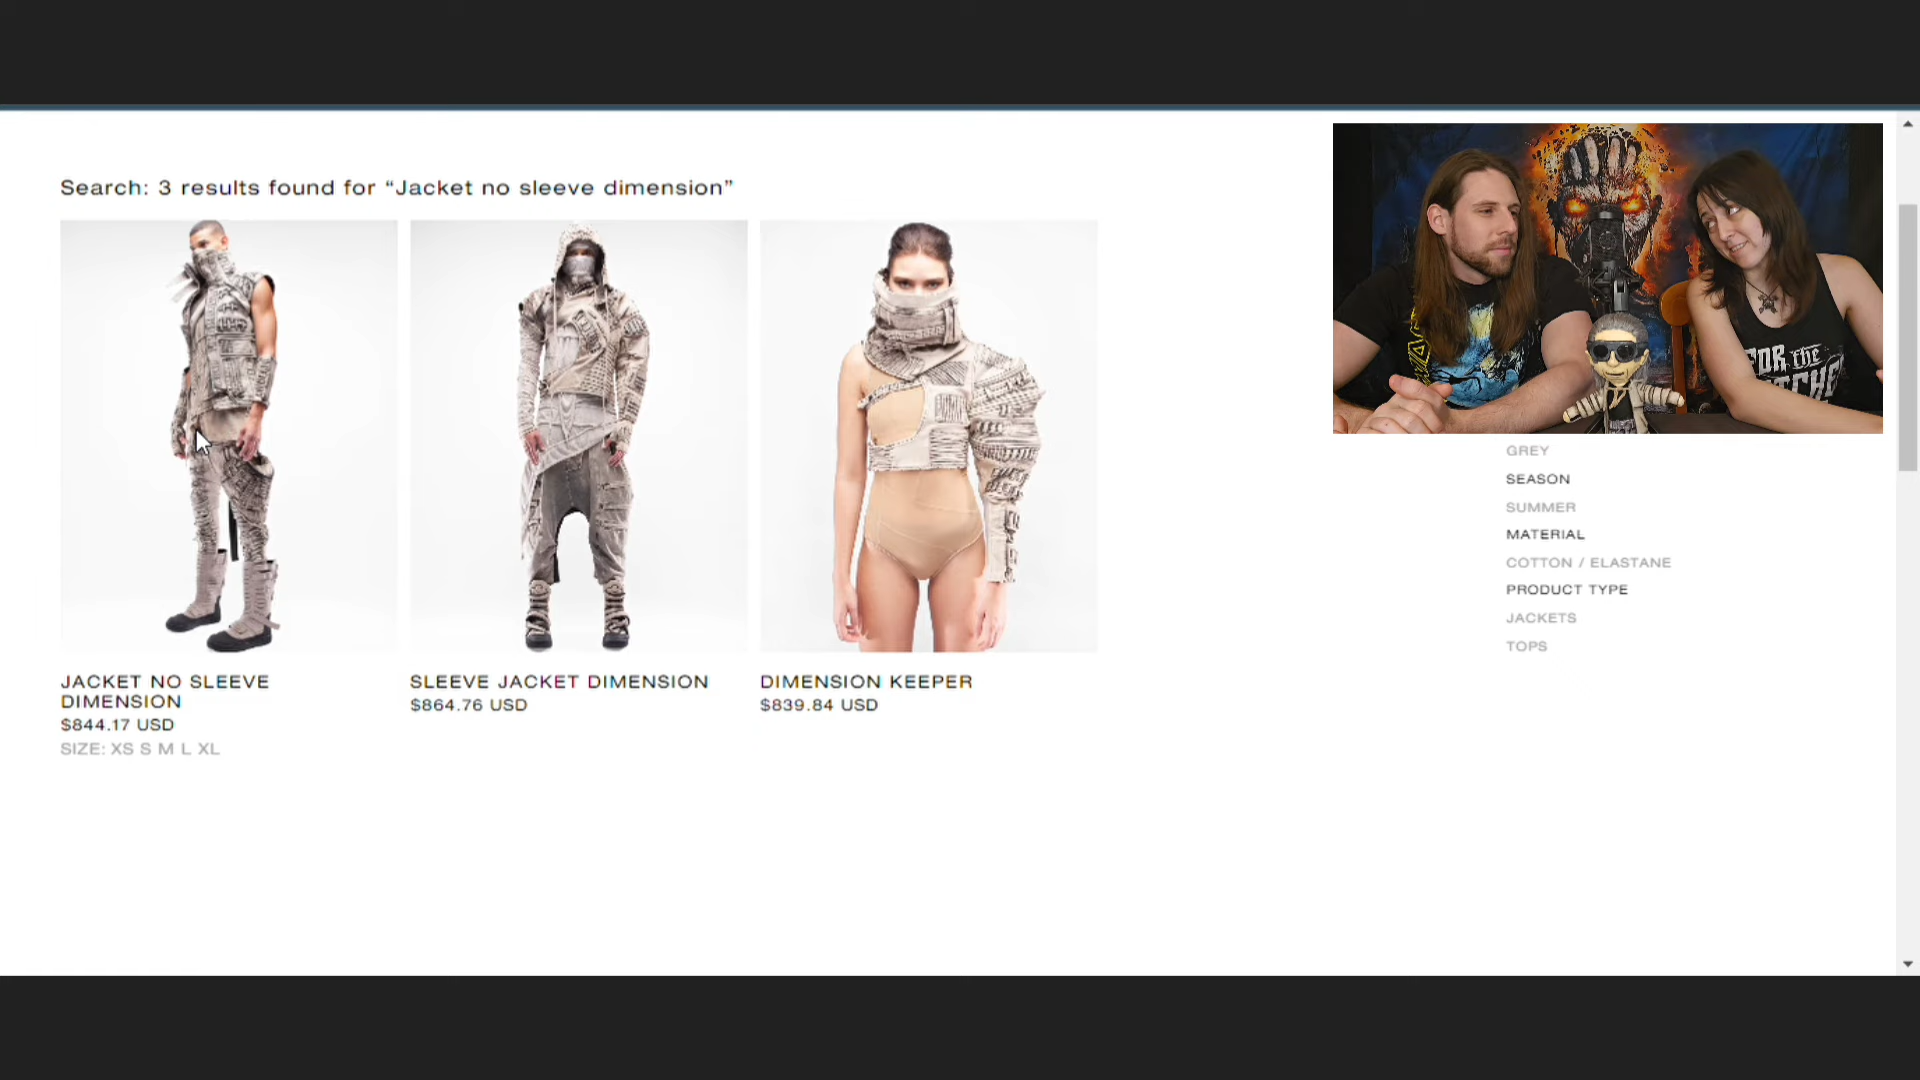 Search: 3 results found for “Jacket no sleeve dimension”
JACKET NO SLEEVE
DIMENSION
$844.17 USD
SIZE: XS S M L XL
SLEEVE JACKET DIMENSION
$864.76 USD
DIMENSION KEEPER
$839.84 USD
FOR the
GREY
SEASON
SUMMER
MATERIAL
COTTON / ELASTANE
PRODUCT TYPE
JACKETS
TOPS